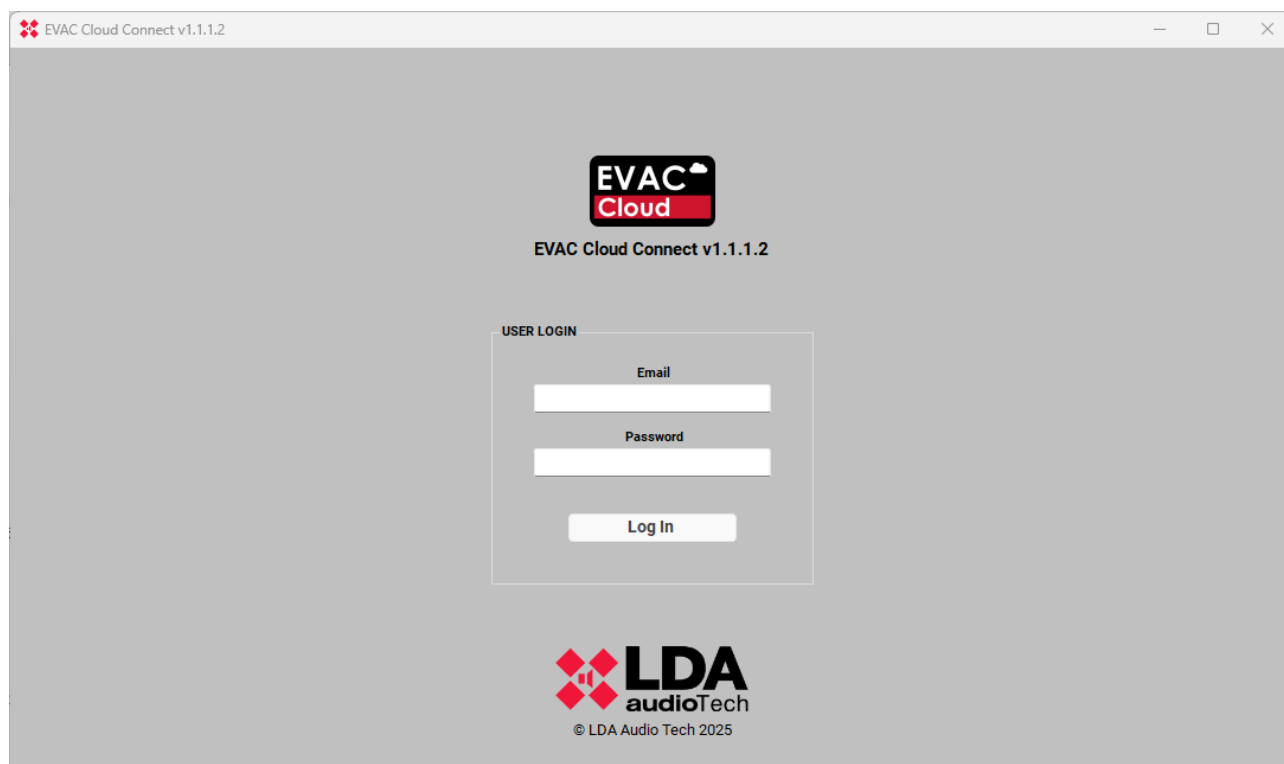 EVAC Cloud Connect v1.1.1.2
EVAC
Cloud
EVAC Cloud Connect v1.1.1.2
USER LOGIN
Email
Password
Log In
LDA
audioTech
© LDA Audio Tech 2025